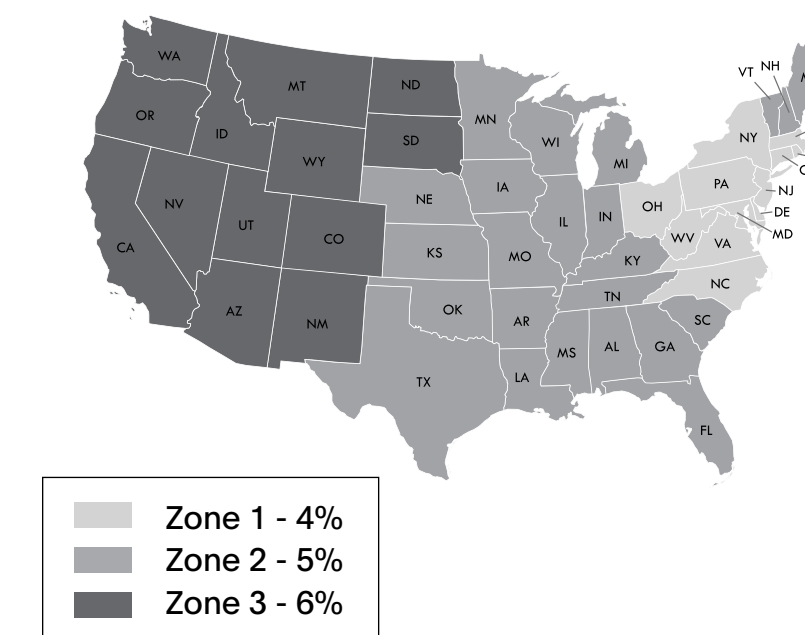 WA
MT
ND
MN
VT
NH
M
OR
ID
SD
WI
MI
NY
WY
NE
IA
PA
NJ
NV
UT
CO
IL
IN
OH
WV
VA
DE
MD
C
CA
KS
MO
KY
NC
AZ
NM
OK
AR
TN
SC
TX
LA
MS
AL
GA
FL
Zone 1 - 4%
Zone 2 - 5%
Zone 3 - 6%